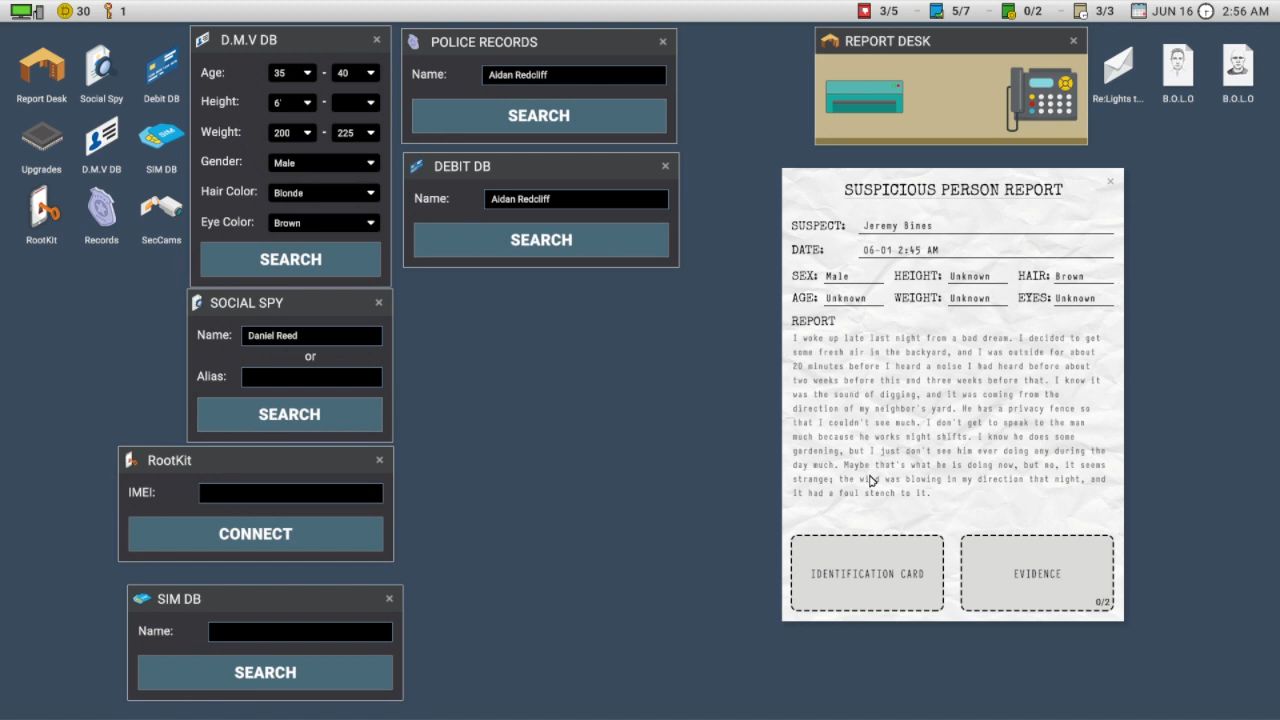 30
1
3/5
5/7
0/2
3/3
JUN 16
2:56 AM
Report Desk
Social Spy
Debit DB
Upgrades
D.M.V DB
SIM DB
RootKit
Records
SecCams
D.M.V DB
Age: 35 - 40
Height: 6' -
Weight: 200 - 225
Gender: Male
Hair Color: Blonde
Eye Color: Brown
SEARCH
SOCIAL SPY
Name: Daniel Reed
or
Alias:
SEARCH
RootKit
IMEI:
CONNECT
SIM DB
Name:
SEARCH
POLICE RECORDS
Name: Aidan Redcliff
SEARCH
DEBIT DB
Name: Aidan Redcliff
SEARCH
REPORT DESK
Re:Lights t...
B.O.L.O
B.O.L.O
SUSPICIOUS PERSON REPORT
SUSPECT: Jeremy Bines
DATE: 06-01 2:45 AM
SEX: Male HEIGHT: Unknown HAIR: Brown
AGE: Unknown WEIGHT: Unknown EYES: Unknown
REPORT
I woke up late last night from a bad dream. I decided to get
some fresh air in the backyard, and I was outside for about
20 minutes before I heard a noise I had heard before about
two weeks before this and three weeks before that. I know it
was the sound of digging, and it was coming from the
direction of my neighbor's yard. He has a privacy fence so
that I couldn't see much. I don't get to speak to the man
much because he works night shifts. I know he does some
gardening, but I just don't see him ever doing any during the
day much. Maybe that's what he is doing now, but no, it seems
strange; the wind was blowing in my direction that night, and
it had a foul stench to it.
IDENTIFICATION CARD
EVIDENCE
0/2